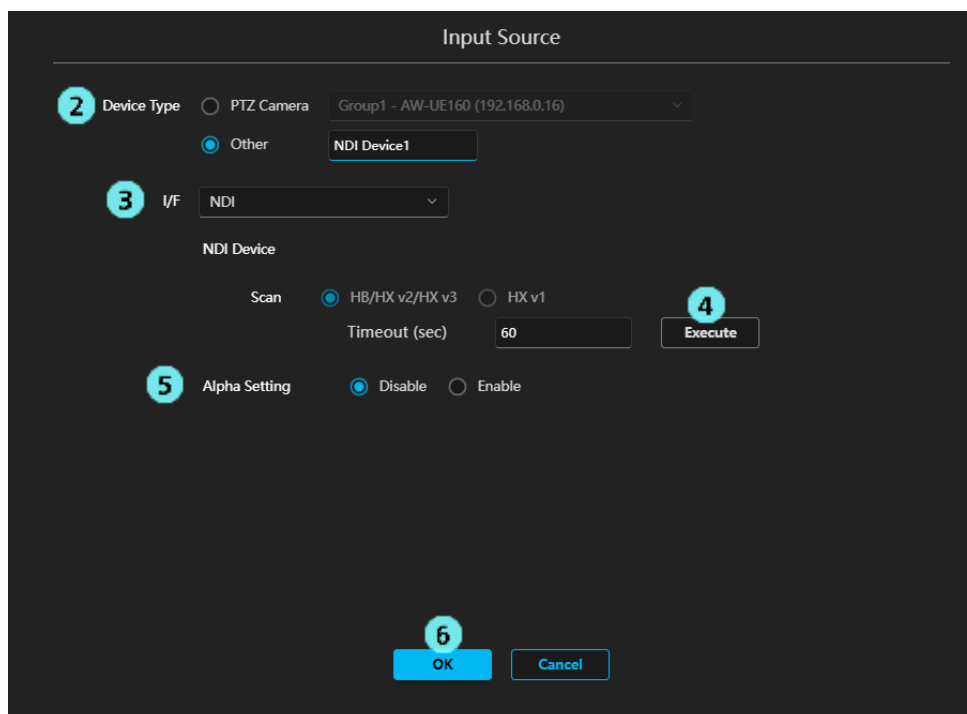 Input Source
2 Device Type PTZ Camera Group1 - AW-UE160 (192.168.0.16)
Other NDI Device1
3 I/F NDI
NDI Device
Scan HB/HX v2/HX v3 HX v1
4
Timeout (sec) 60 Execute
5 Alpha Setting Disable Enable
6
OK Cancel